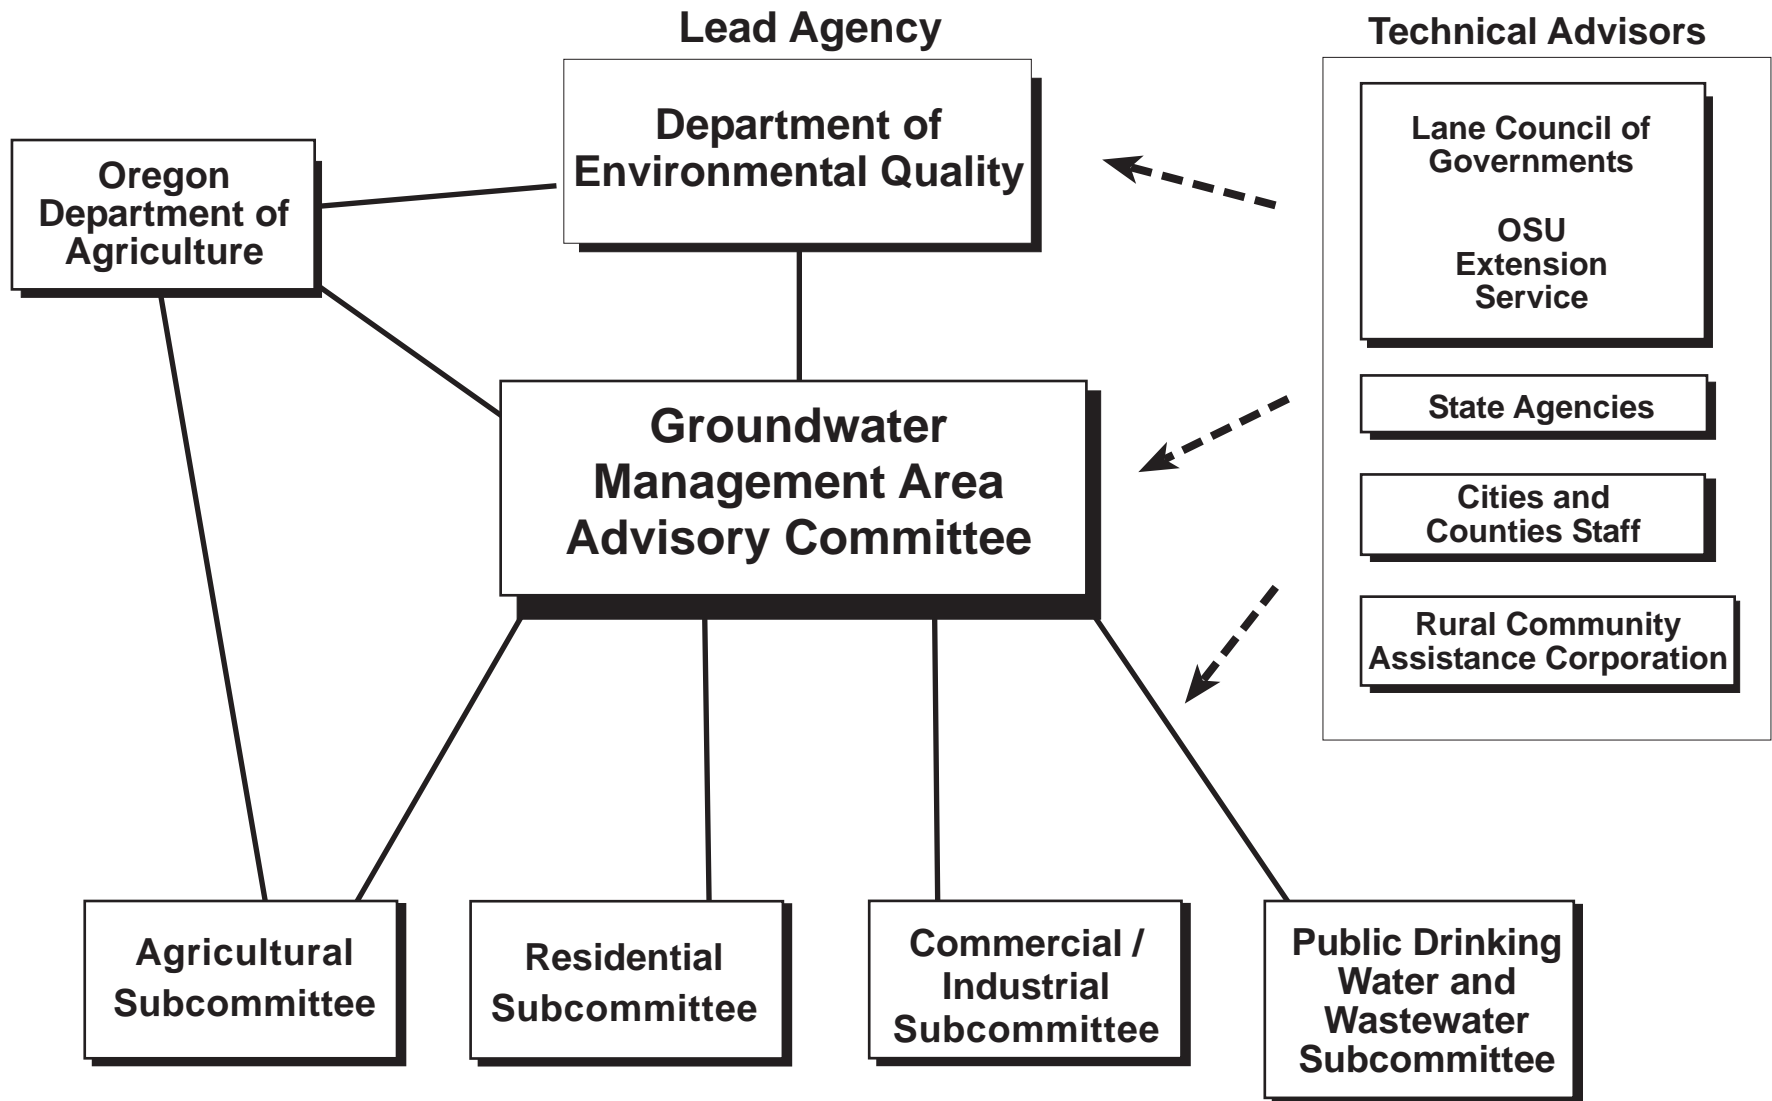 Lead Agency
Department of
Environmental Quality
Oregon
Department of
Agriculture
Groundwater
Management Area
Advisory Committee
Technical Advisors
Lane Council of
Governments
OSU
Extension
Service
State Agencies
Cities and
Counties Staff
Rural Community
Assistance Corporation
Agricultural
Subcommittee
Residential
Subcommittee
Commercial /
Industrial
Subcommittee
Public Drinking
Water and
Wastewater
Subcommittee